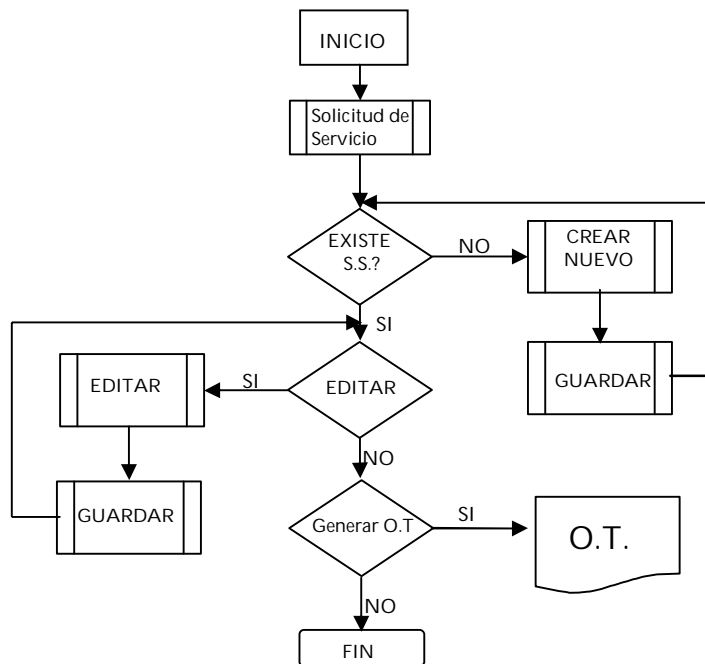 INICIO
Solicitud de
Servicio
EXISTE
S.S.?
NO
CREAR
NUEVO
SI
EDITAR
SI
EDITAR
GUARDAR
NO
GUARDAR
Generar O.T
SI
O.T.
NO
FIN